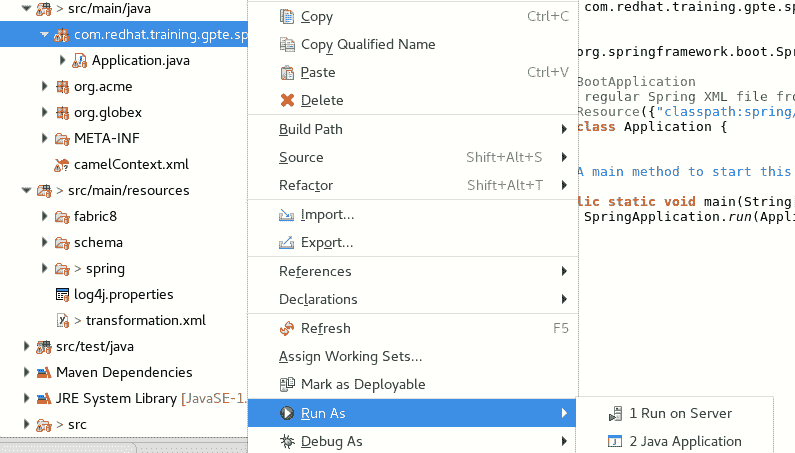 > src/main/java
com.redhat.training.gpte.sp
Application.java
org.acme
org.globex
META-INF
camelContext.xml
> src/main/resources
fabric8
schema
> spring
log4j.properties
> transformation.xml
src/test/java
Maven Dependencies
JRE System Library [JavaSE-1.
> src
Copy Ctrl+C
Copy Qualified Name
Paste Ctrl+V
Delete
Build Path
Source Shift+Alt+S
Refactor Shift+Alt+T
Import...
Export...
References
Declarations
Refresh F5
Assign Working Sets...
Mark as Deployable
Run As
Debug As
1 Run on Server
2 Java Application
com.redhat.training.gpte.sp
org.springframework.boot.Spr
BootApplication
regular Spring XML file fro
Resource({"classpath:spring/
class Application {
A main method to start this
lic static void main(String[
SpringApplication.run(Appli